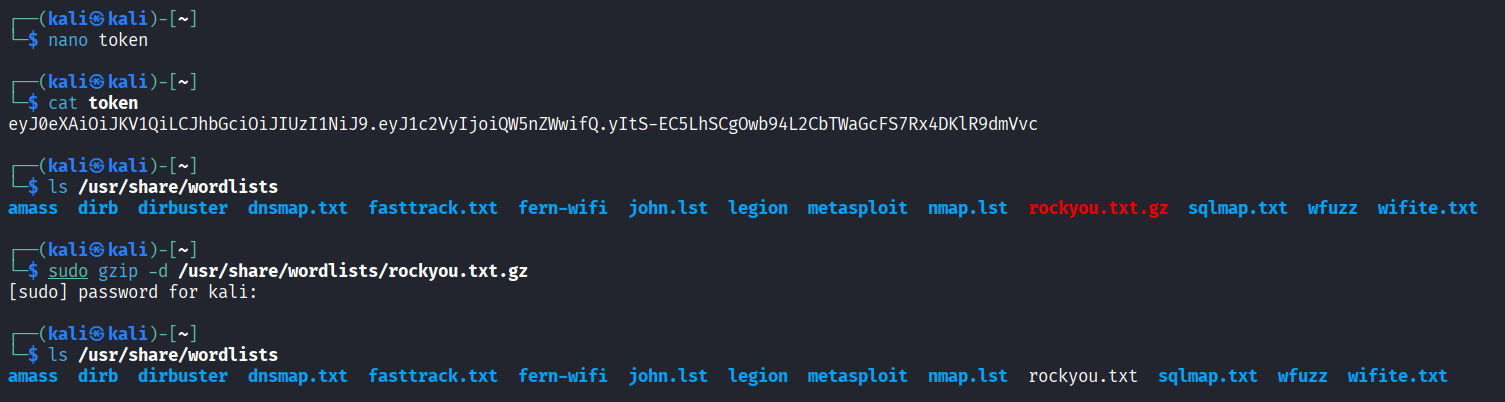 ┌──(kali㉿kali)-[~]
└─$ nano token
┌──(kali㉿kali)-[~]
└─$ cat token
eyJ0eXAiOiJKV1QiLCJhbGciOiJIUzI1NiJ9.eyJ1c2VyIjoiQW5nZWwifQ.yItS-EC5LhSCgOwb94L2CbTWaGcFS7Rx4DKlR9dmVvc
┌──(kali㉿kali)-[~]
└─$ ls /usr/share/wordlists
amass dirb dirbuster dnsmap.txt fasttrack.txt fern-wifi john.lst legion metasploit nmap.lst rockyou.txt.gz sqlmap.txt wfuzz wifite.txt
┌──(kali㉿kali)-[~]
└─$ sudo gzip -d /usr/share/wordlists/rockyou.txt.gz
[sudo] password for kali:
┌──(kali㉿kali)-[~]
└─$ ls /usr/share/wordlists
amass dirb dirbuster dnsmap.txt fasttrack.txt fern-wifi john.lst legion metasploit nmap.lst rockyou.txt sqlmap.txt wfuzz wifite.txt